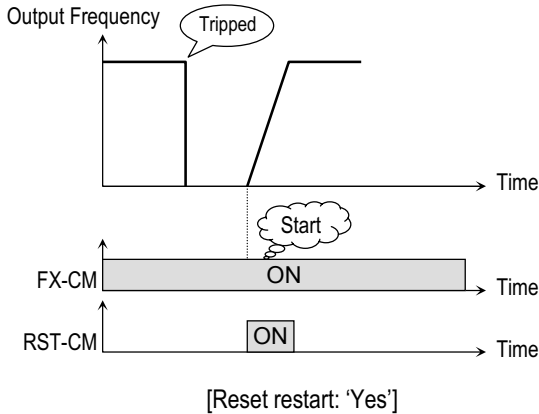 Output Frequency
Tripped
Time
Start
FX-CM
ON
Time
RST-CM
ON
Time
[Reset restart: 'Yes']